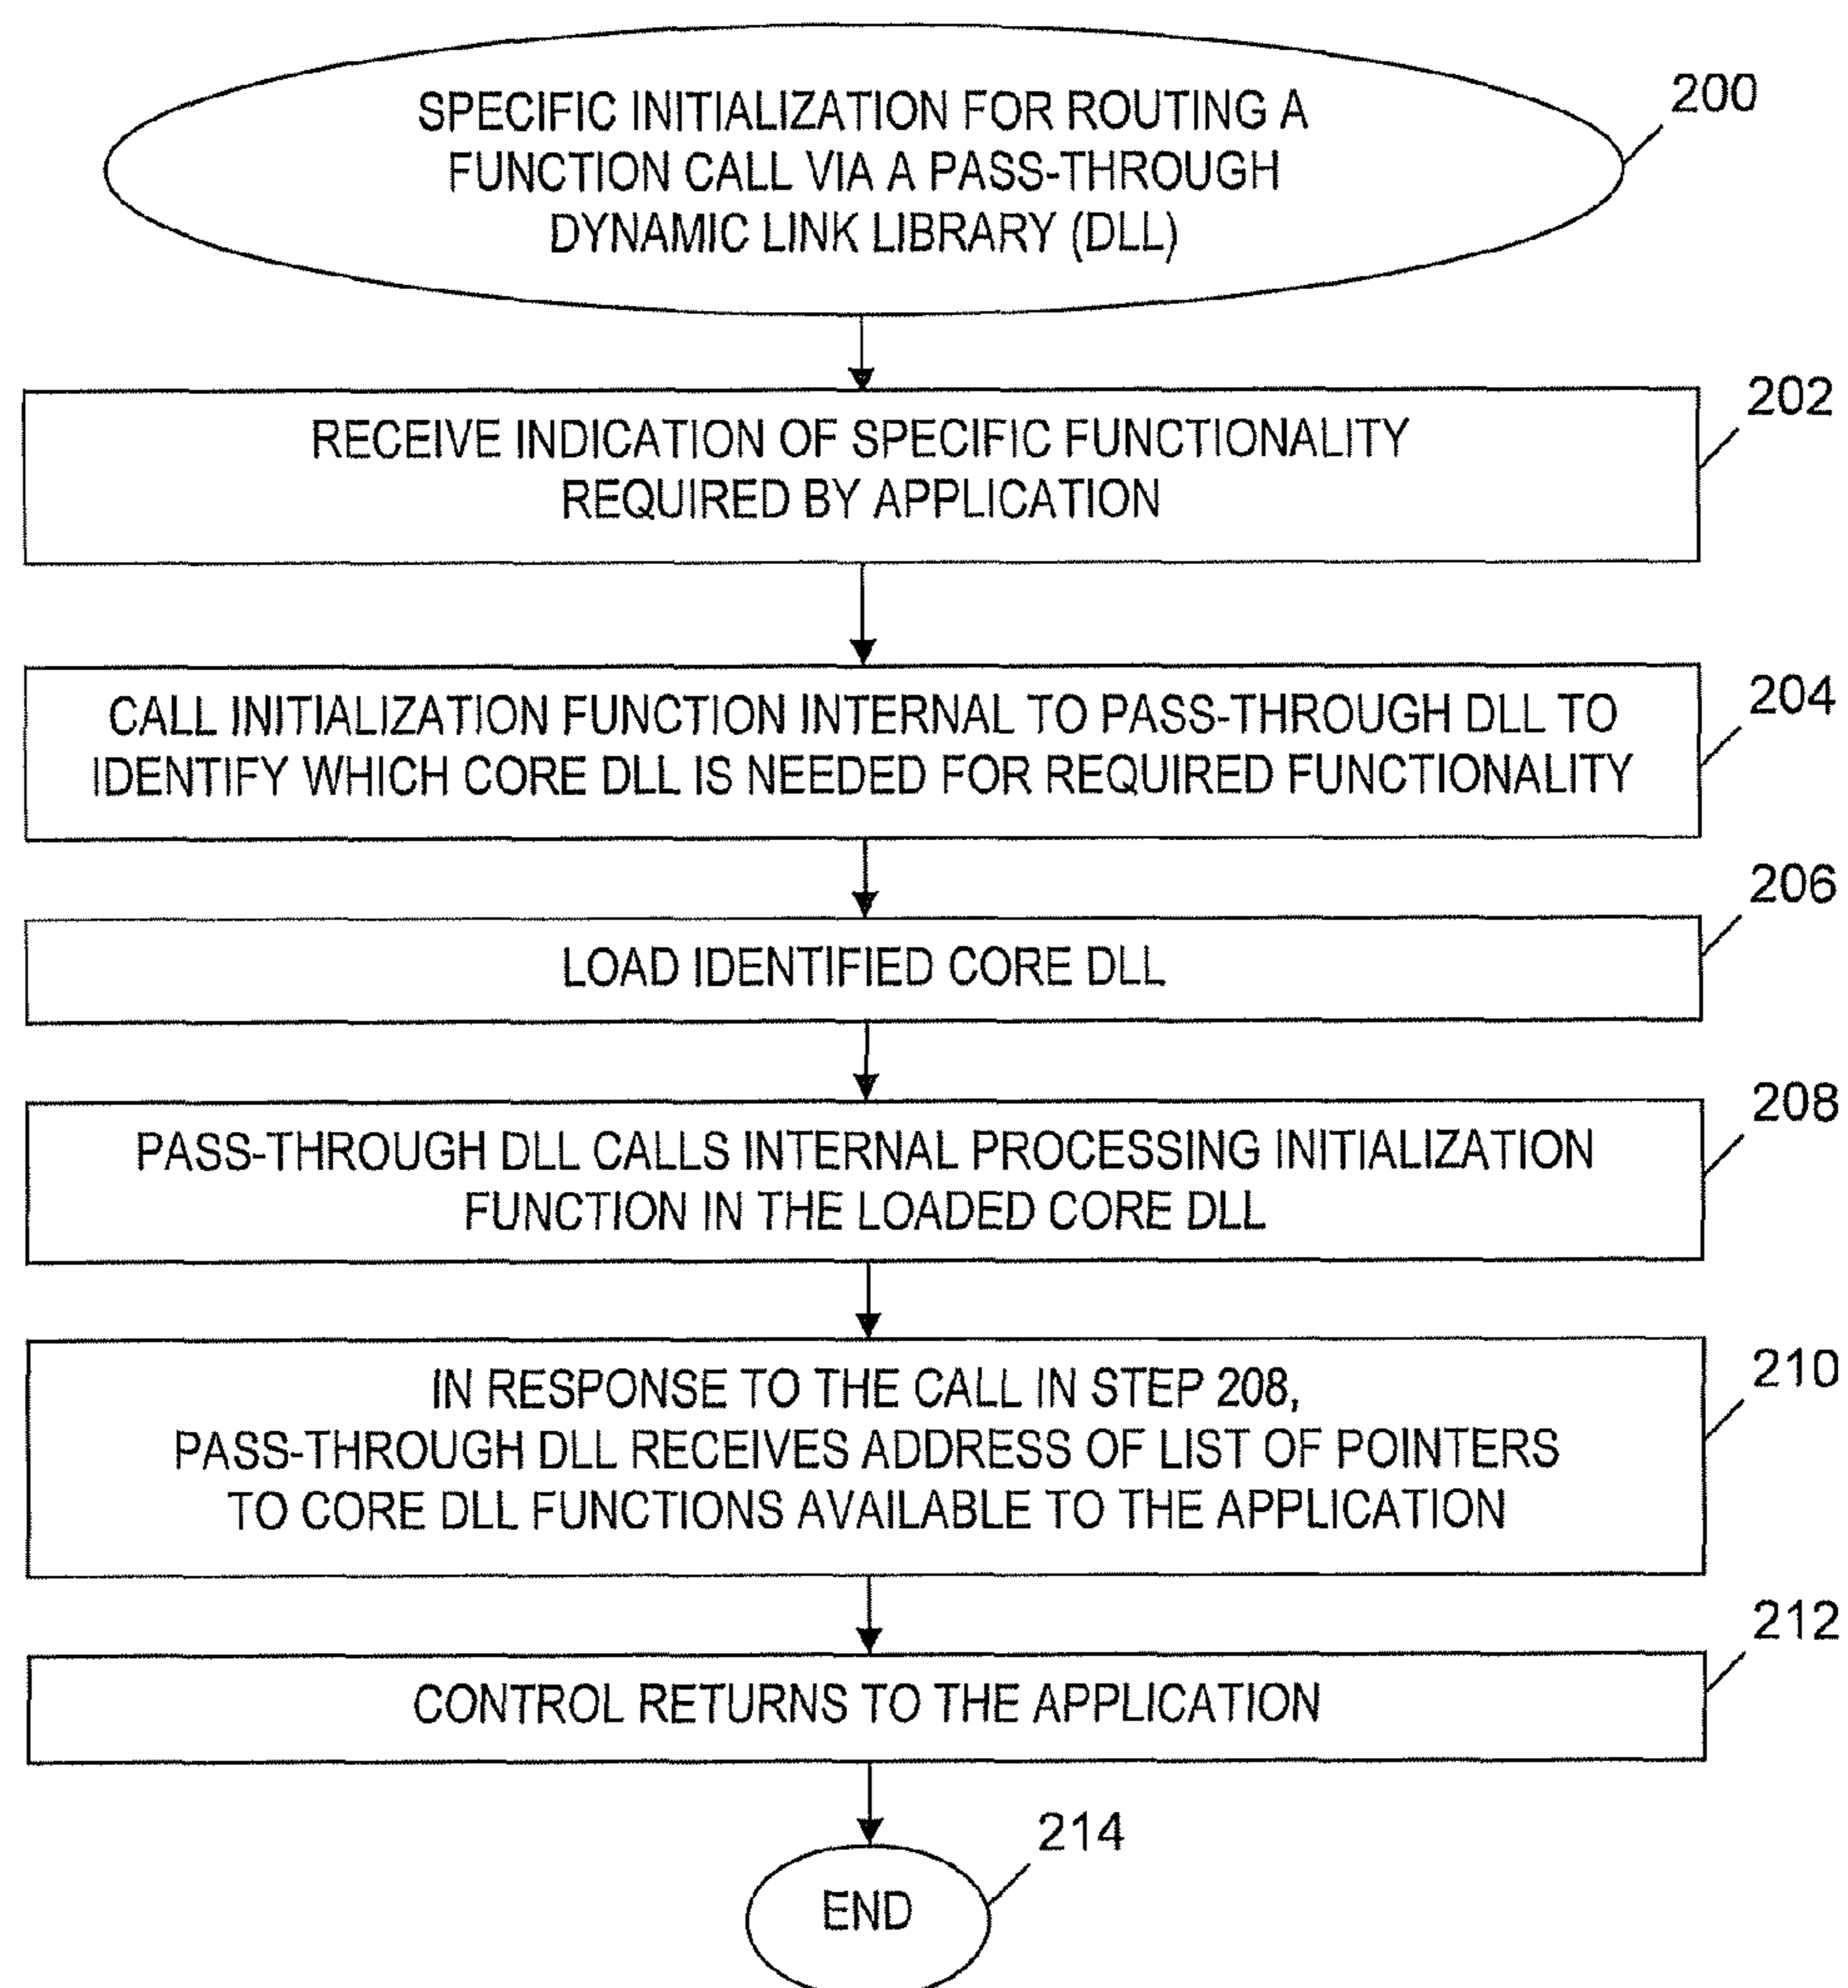 SPECIFIC INITIALIZATION FOR ROUTING A
FUNCTION CALL VIA A PASS-THROUGH
DYNAMIC LINK LIBRARY (DLL)
200
RECEIVE INDICATION OF SPECIFIC FUNCTIONALITY
REQUIRED BY APPLICATION
202
CALL INITIALIZATION FUNCTION INTERNAL TO PASS-THROUGH DLL TO
IDENTIFY WHICH CORE DLL IS NEEDED FOR REQUIRED FUNCTIONALITY
204
LOAD IDENTIFIED CORE DLL
206
PASS-THROUGH DLL CALLS INTERNAL PROCESSING INITIALIZATION
FUNCTION IN THE LOADED CORE DLL
208
IN RESPONSE TO THE CALL IN STEP 208,
PASS-THROUGH DLL RECEIVES ADDRESS OF LIST OF POINTERS
TO CORE DLL FUNCTIONS AVAILABLE TO THE APPLICATION
210
CONTROL RETURNS TO THE APPLICATION
212
END
214